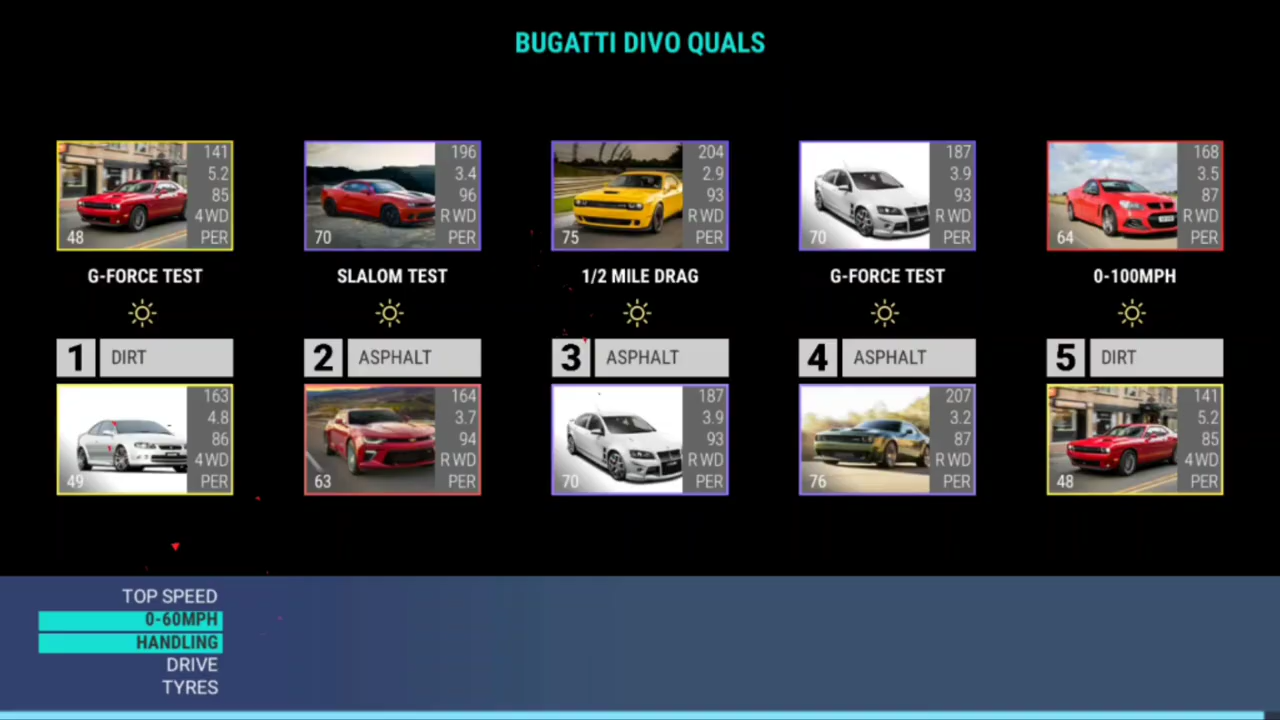 BUGATTI DIVO QUALS
141
5.2
85
4WD
48 PER
196
3.4
96
RWD
70 PER
204
2.9
93
RWD
75 PER
187
3.9
93
RWD
70 PER
168
3.5
87
RWD
64 PER
G-FORCE TEST
SLALOM TEST
1/2 MILE DRAG
G-FORCE TEST
0-100MPH
1 DIRT
2 ASPHALT
3 ASPHALT
4 ASPHALT
5 DIRT
163
4.8
86
4WD
49 PER
164
3.7
94
RWD
63 PER
187
3.9
93
RWD
70 PER
207
3.2
87
RWD
76 PER
141
5.2
85
4WD
48 PER
TOP SPEED
0-60MPH
HANDLING
DRIVE
TYRES